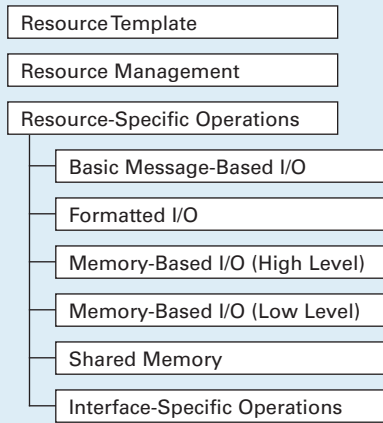 Resource Template
Resource Management
Resource-Specific Operations
Basic Message-Based I/O
Formatted I/O
Memory-Based I/O (High Level)
Memory-Based I/O (Low Level)
Shared Memory
Interface-Specific Operations